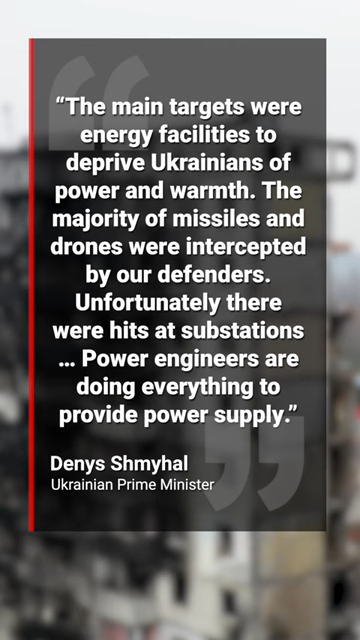 “The main targets were
energy facilities to
deprive Ukrainians of
power and warmth. The
majority of missiles and
drones were intercepted
by our defenders.
Unfortunately there
were hits at substations
... Power engineers are
doing everything to
provide power supply.”
Denys Shmyhal
Ukrainian Prime Minister